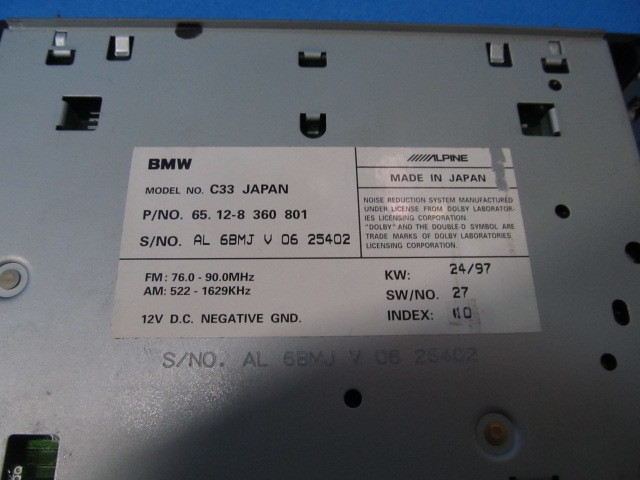 BMW
MODEL NO. C33 JAPAN
P/NO. 65. 12-8 360 801
S/NO. AL 6BMJ V 06 25402
ALPINE
MADE IN JAPAN
NOISE REDUCTION SYSTEM MANUFACTURED
UNDER LICENSE FROM DOLBY LABORATOR-
IES LICENSING CORPORATION.
"DOLBY" AND THE DOUBLE-D SYMBOL ARE
TRADE MARKS OF DOLBY LABORATORIES
LICENSING CORPORATION.
FM: 76.0 - 90.0MHz
AM: 522 - 1629KHz
12V D.C. NEGATIVE GND.
KW: 24/97
SW/NO. 27
INDEX:
S/NO. AL 6BMJ V 06 25402